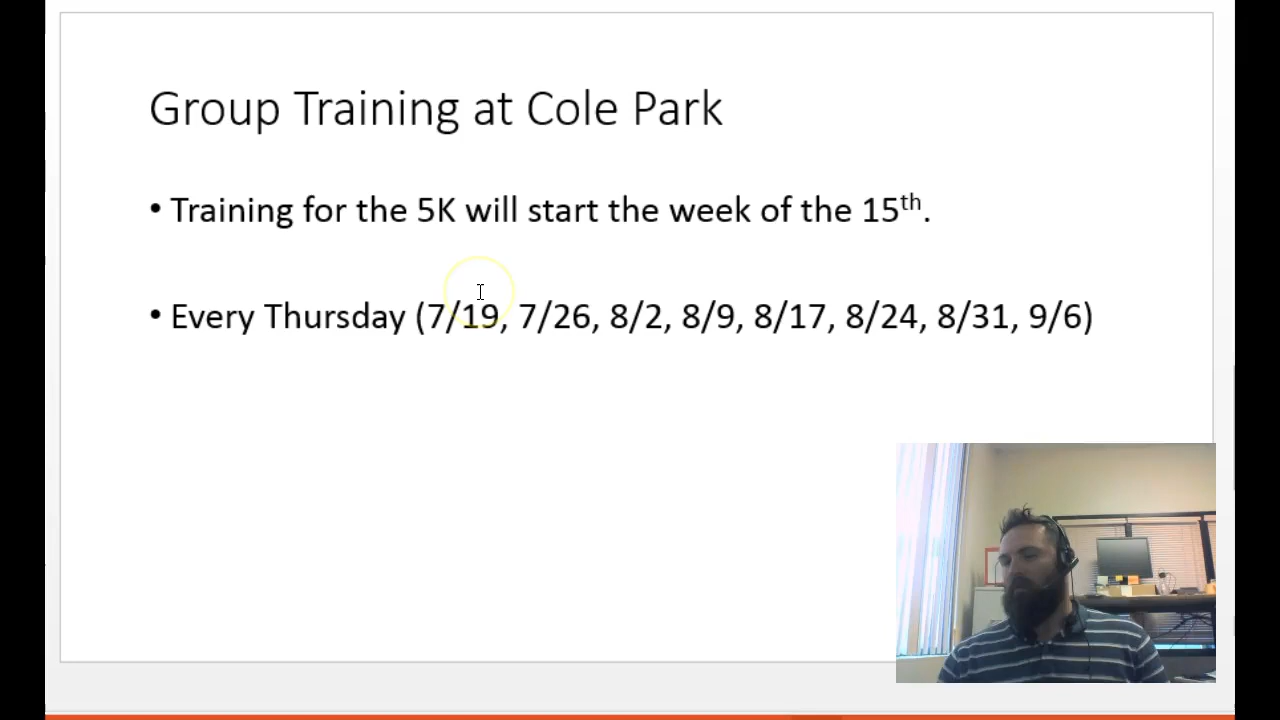 Group Training at Cole Park
• Training for the 5K will start the week of the 15th.
• Every Thursday (7/19, 7/26, 8/2, 8/9, 8/17, 8/24, 8/31, 9/6)